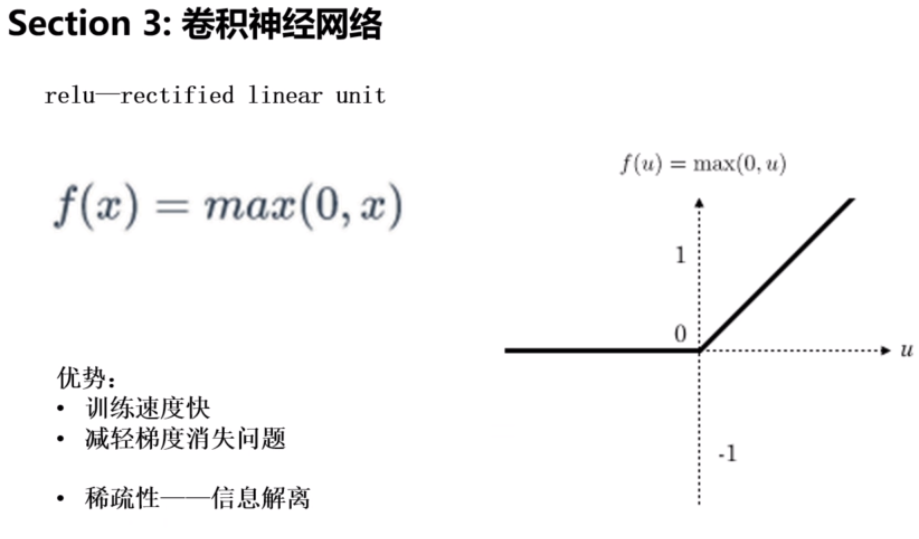 Section 3: 卷积神经网络
relu—rectified linear unit
f(x) = max(0, x)
f(u) = max(0, u)
1
0
u
-1
优势：
• 训练速度快
• 减轻梯度消失问题
• 稀疏性——信息解离